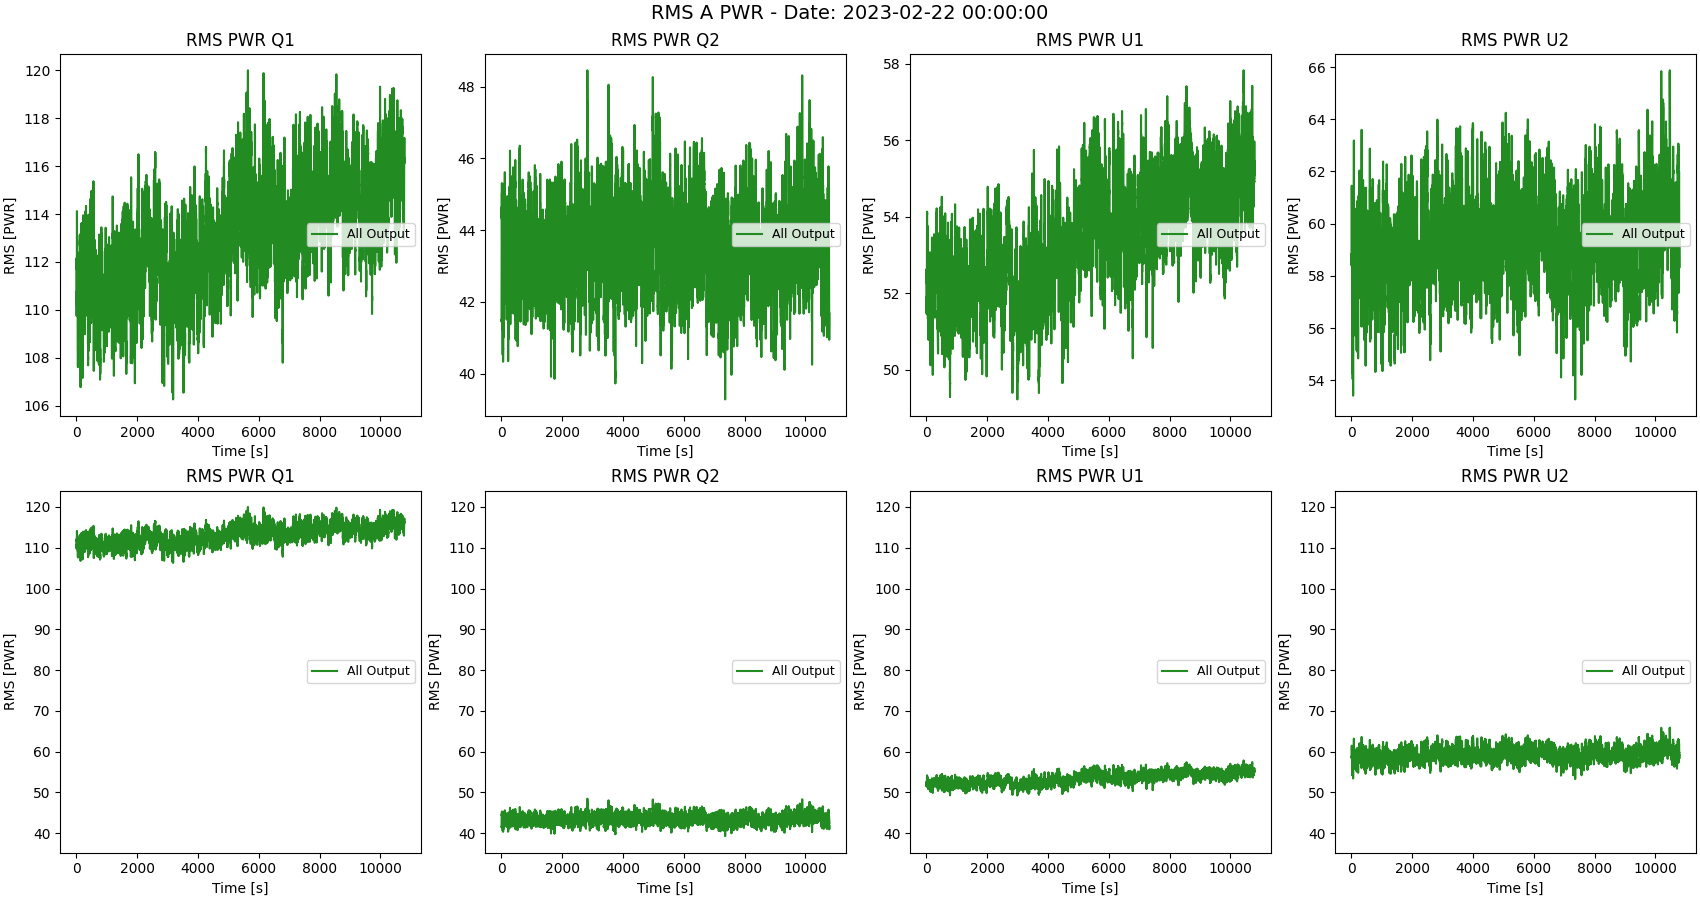 RMS A PWR - Date: 2023-02-22 00:00:00
RMS PWR Q1
RMS [PWR]
120
118
116
114
112
110
108
106
All Output
0 2000 4000 6000 8000 10000
Time [s]
RMS PWR Q2
RMS [PWR]
48
46
44
42
40
All Output
0 2000 4000 6000 8000 10000
Time [s]
RMS PWR U1
RMS [PWR]
58
56
54
52
50
All Output
0 2000 4000 6000 8000 10000
Time [s]
RMS PWR U2
RMS [PWR]
66
64
62
60
58
56
54
All Output
0 2000 4000 6000 8000 10000
Time [s]
RMS PWR Q1
RMS [PWR]
120
110
100
90
80
70
60
50
40
All Output
0 2000 4000 6000 8000 10000
Time [s]
RMS PWR Q2
RMS [PWR]
120
110
100
90
80
70
60
50
40
All Output
0 2000 4000 6000 8000 10000
Time [s]
RMS PWR U1
RMS [PWR]
120
110
100
90
80
70
60
50
40
All Output
0 2000 4000 6000 8000 10000
Time [s]
RMS PWR U2
RMS [PWR]
120
110
100
90
80
70
60
50
40
All Output
0 2000 4000 6000 8000 10000
Time [s]